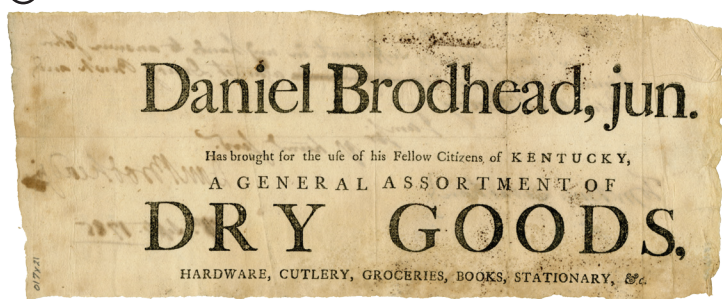 Daniel Brodhead, jun.
Has brought for the uſe of his Fellow Citizens of KENTUCKY,
A GENERAL ASSORTMENT OF
DRY GOODS,
HARDWARE, CUTLERY, GROCERIES, BOOKS, STATIONARY, &c.